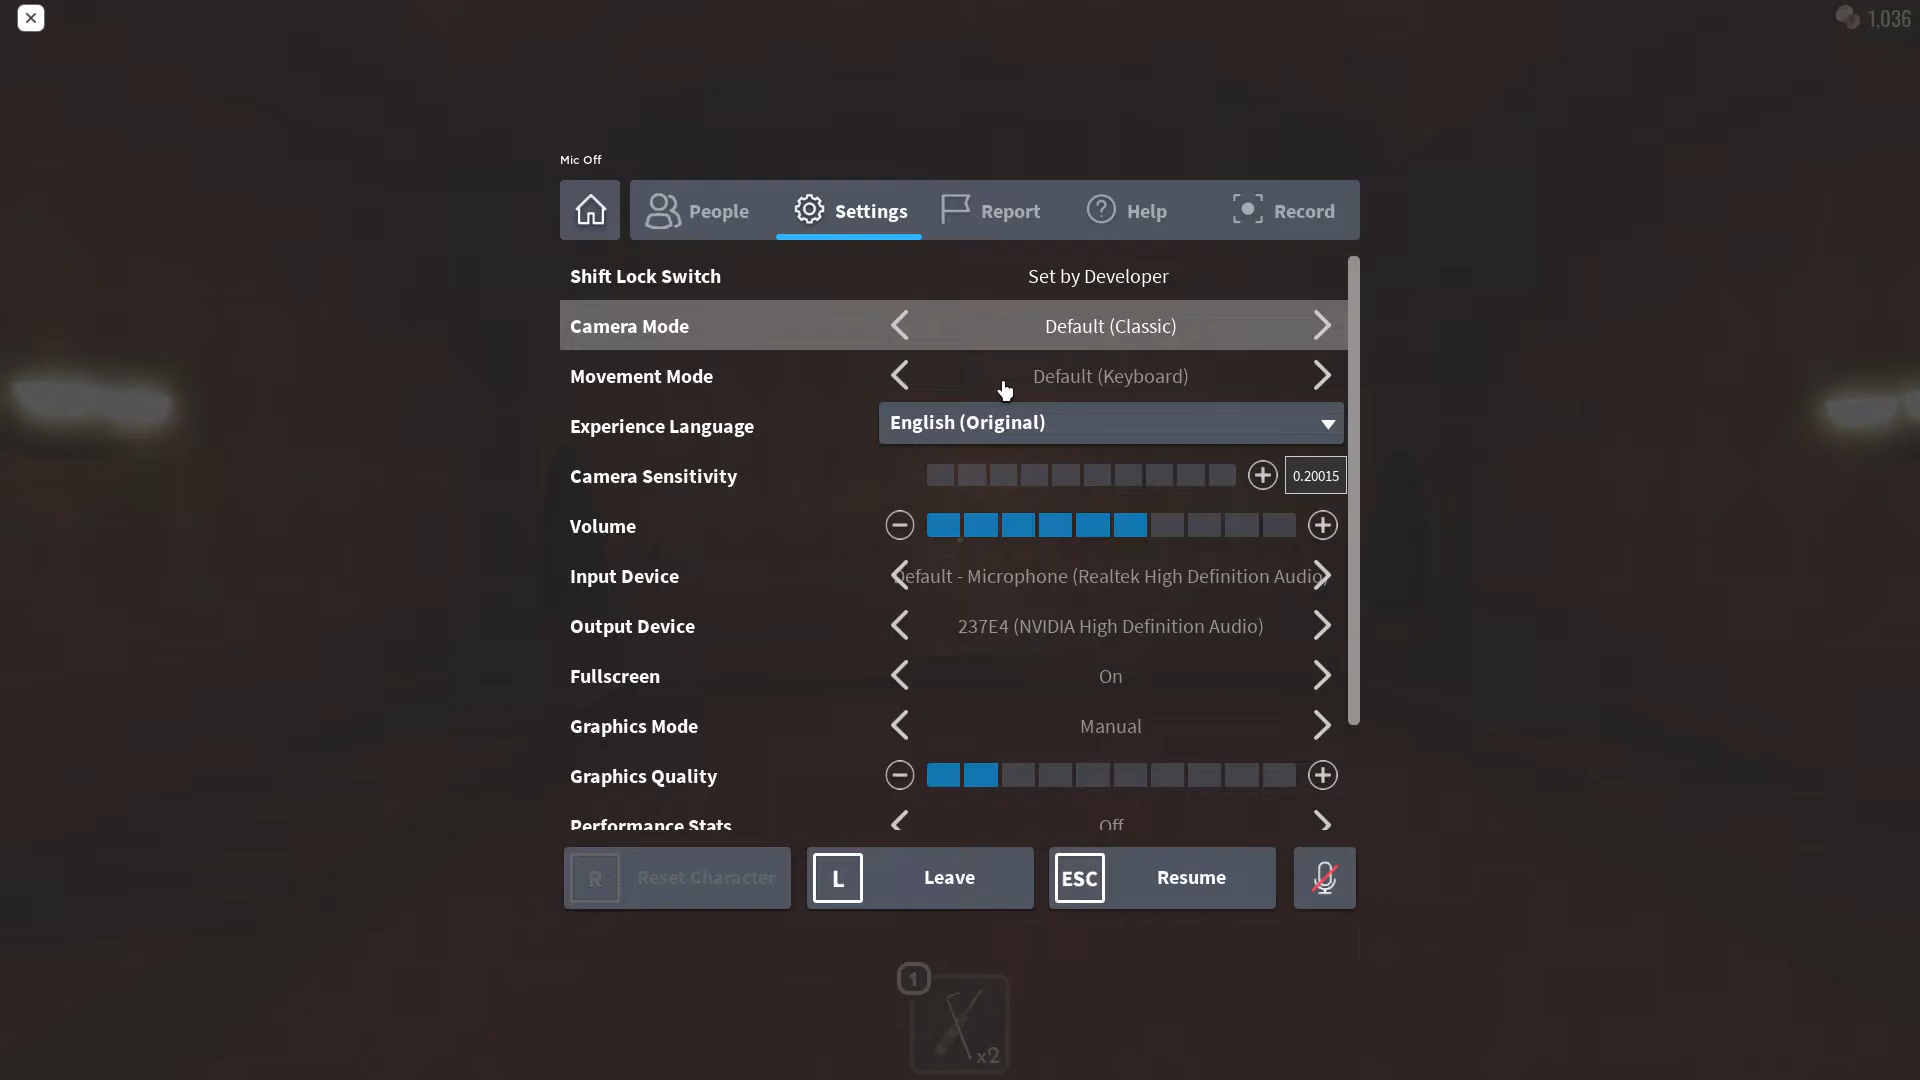 1,036
Mic Off
People Settings Report Help Record
Shift Lock Switch Set by Developer
Camera Mode Default (Classic)
Movement Mode Default (Keyboard)
Experience Language English (Original)
Camera Sensitivity 0.20015
Volume
Input Device Default - Microphone (Realtek High Definition Audio)
Output Device 237E4 (NVIDIA High Definition Audio)
Fullscreen On
Graphics Mode Manual
Graphics Quality
Performance Stats Off
R Reset Character L Leave ESC Resume
1
x2